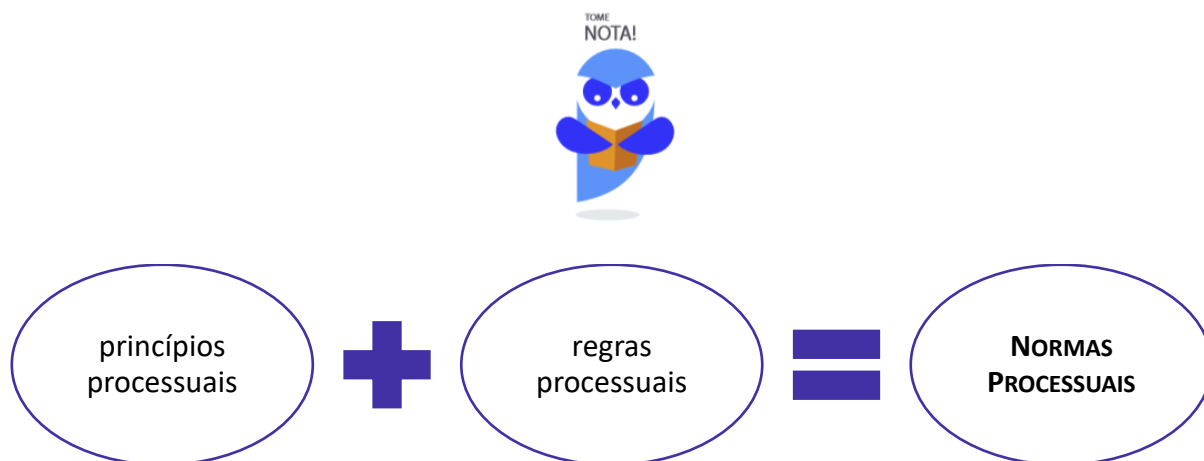 TOME
NOTA!
princípios
processuais
regras
processuais
NORMAS
PROCESSUAIS